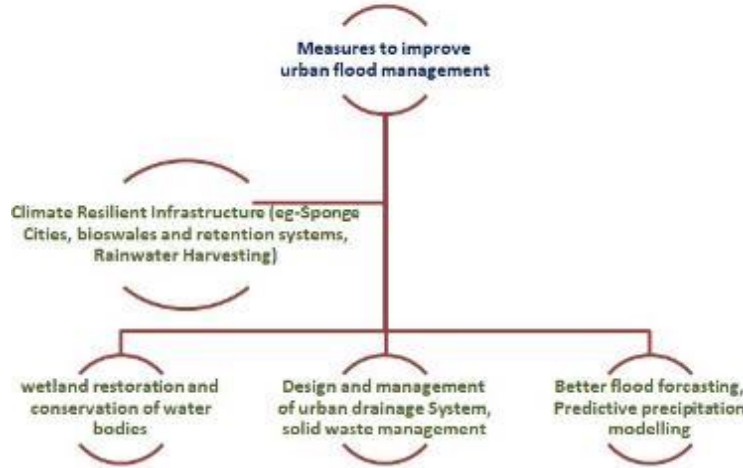 Measures to improve
urban flood management
Climate Resilient Infrastructure (eg-Sponge
Cities, bioswales and retention systems,
Rainwater Harvesting)
wetland restoration and
conservation of water
bodies
Design and management
of urban drainage System,
solid waste management
Better flood forcasting,
Predictive precipitation
modelling